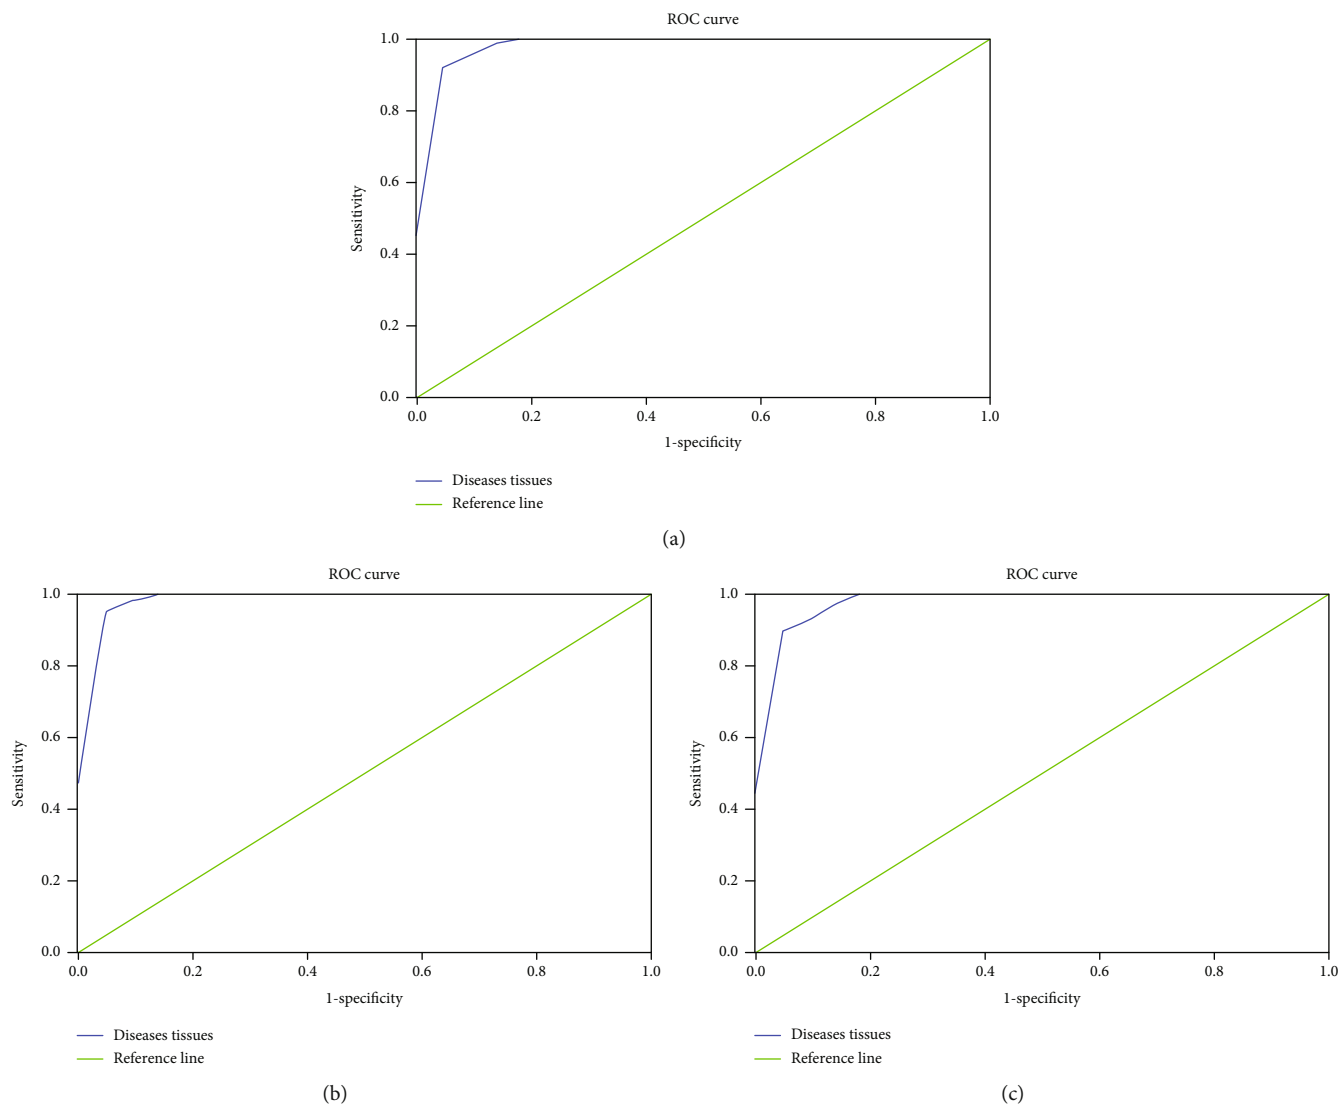 ROC curve
1.0
0.8
0.6
0.4
0.2
0.0
Sensitivity
0.0 0.2 0.4 0.6 0.8 1.0
1-specificity
Diseases tissues
Reference line
(a)
ROC curve
1.0
0.8
0.6
0.4
0.2
0.0
Sensitivity
0.0 0.2 0.4 0.6 0.8 1.0
1-specificity
Diseases tissues
Reference line
(b)
ROC curve
1.0
0.8
0.6
0.4
0.2
0.0
Sensitivity
0.0 0.2 0.4 0.6 0.8 1.0
1-specificity
Diseases tissues
Reference line
(c)